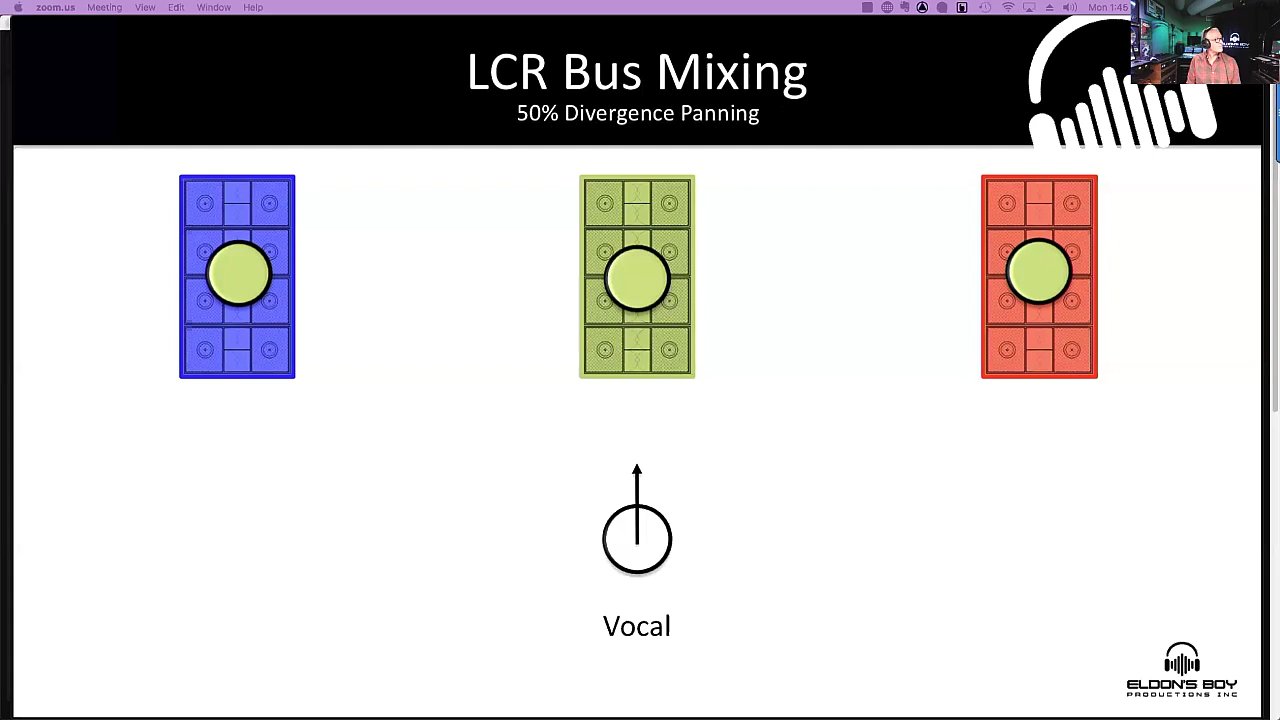 zoom.us Meeting View Edit Window Help Mon 1:45
LCR Bus Mixing
50% Divergence Panning
Vocal
ELDON'S BOY
PRODUCTIONS INC